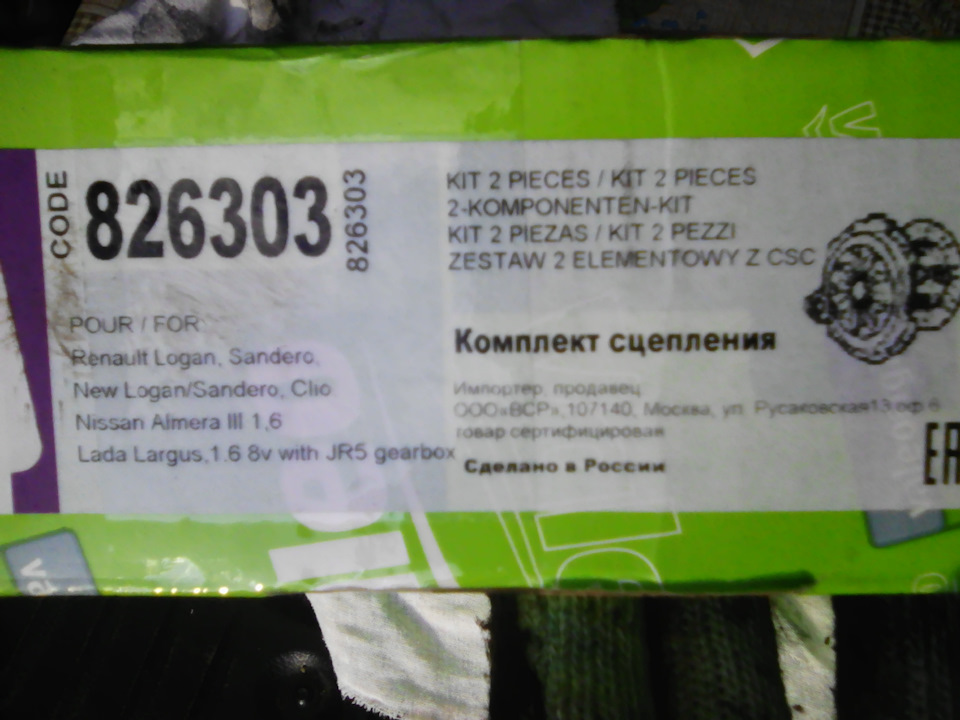 CODE
826303
826303
KIT 2 PIECES / KIT 2 PIECES
2-KOMPONENTEN-KIT
KIT 2 PIEZAS / KIT 2 PEZZI
ZESTAW 2 ELEMENTOWY Z CSC
POUR / FOR
Renault Logan, Sandero,
New Logan/Sandero, Clio
Nissan Almera III 1,6
Lada Largus,1.6 8v with JR5 gearbox
Комплект сцепления
Импортер, продавец
ООО«ВСР»,107140, Москва, ул. Русаковская13 оф 6
товар сертифицирован
Сделано в России